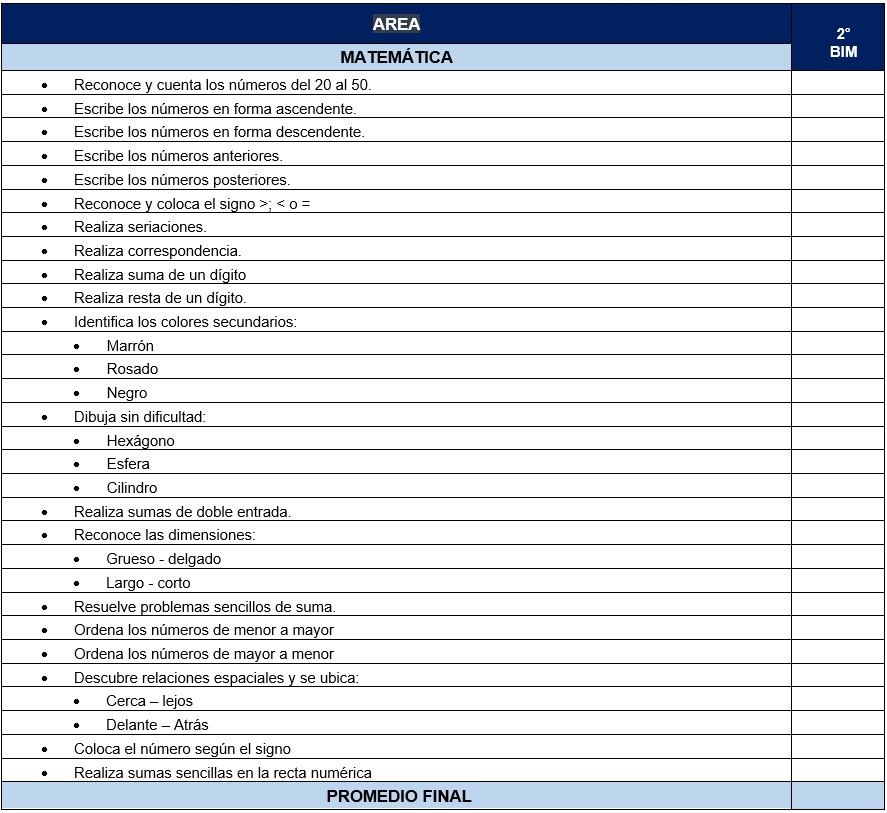 AREA
2°
BIM
MATEMÁTICA
• Reconoce y cuenta los números del 20 al 50.
• Escribe los números en forma ascendente.
• Escribe los números en forma descendente.
• Escribe los números anteriores.
• Escribe los números posteriores.
• Reconoce y coloca el signo >; < o =
• Realiza seriaciones.
• Realiza correspondencia.
• Realiza suma de un dígito
• Realiza resta de un dígito.
• Identifica los colores secundarios:
• Marrón
• Rosado
• Negro
• Dibuja sin dificultad:
• Hexágono
• Esfera
• Cilindro
• Realiza sumas de doble entrada.
• Reconoce las dimensiones:
• Grueso - delgado
• Largo - corto
• Resuelve problemas sencillos de suma.
• Ordena los números de menor a mayor
• Ordena los números de mayor a menor
• Descubre relaciones espaciales y se ubica:
• Cerca – lejos
• Delante – Atrás
• Coloca el número según el signo
• Realiza sumas sencillas en la recta numérica
PROMEDIO FINAL